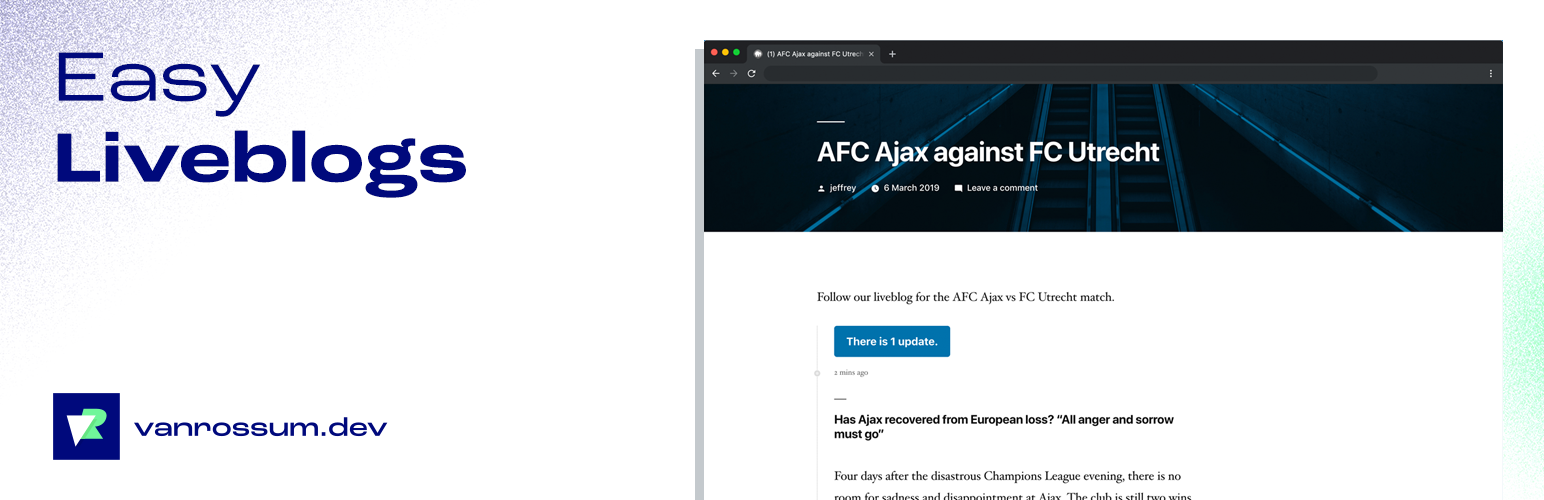 Easy
Liveblogs
vanrossum.dev
(1) AFC Ajax against FC Utrech
AFC Ajax against FC Utrecht
jeffrey 6 March 2019 Leave a comment
Follow our liveblog for the AFC Ajax vs FC Utrecht match.
There is 1 update.
2 mins ago
Has Ajax recovered from European loss? “All anger and sorrow
must go”
Four days after the disastrous Champions League evening, there is no
room for sadness and disappointment at Ajax. The club is still two wins